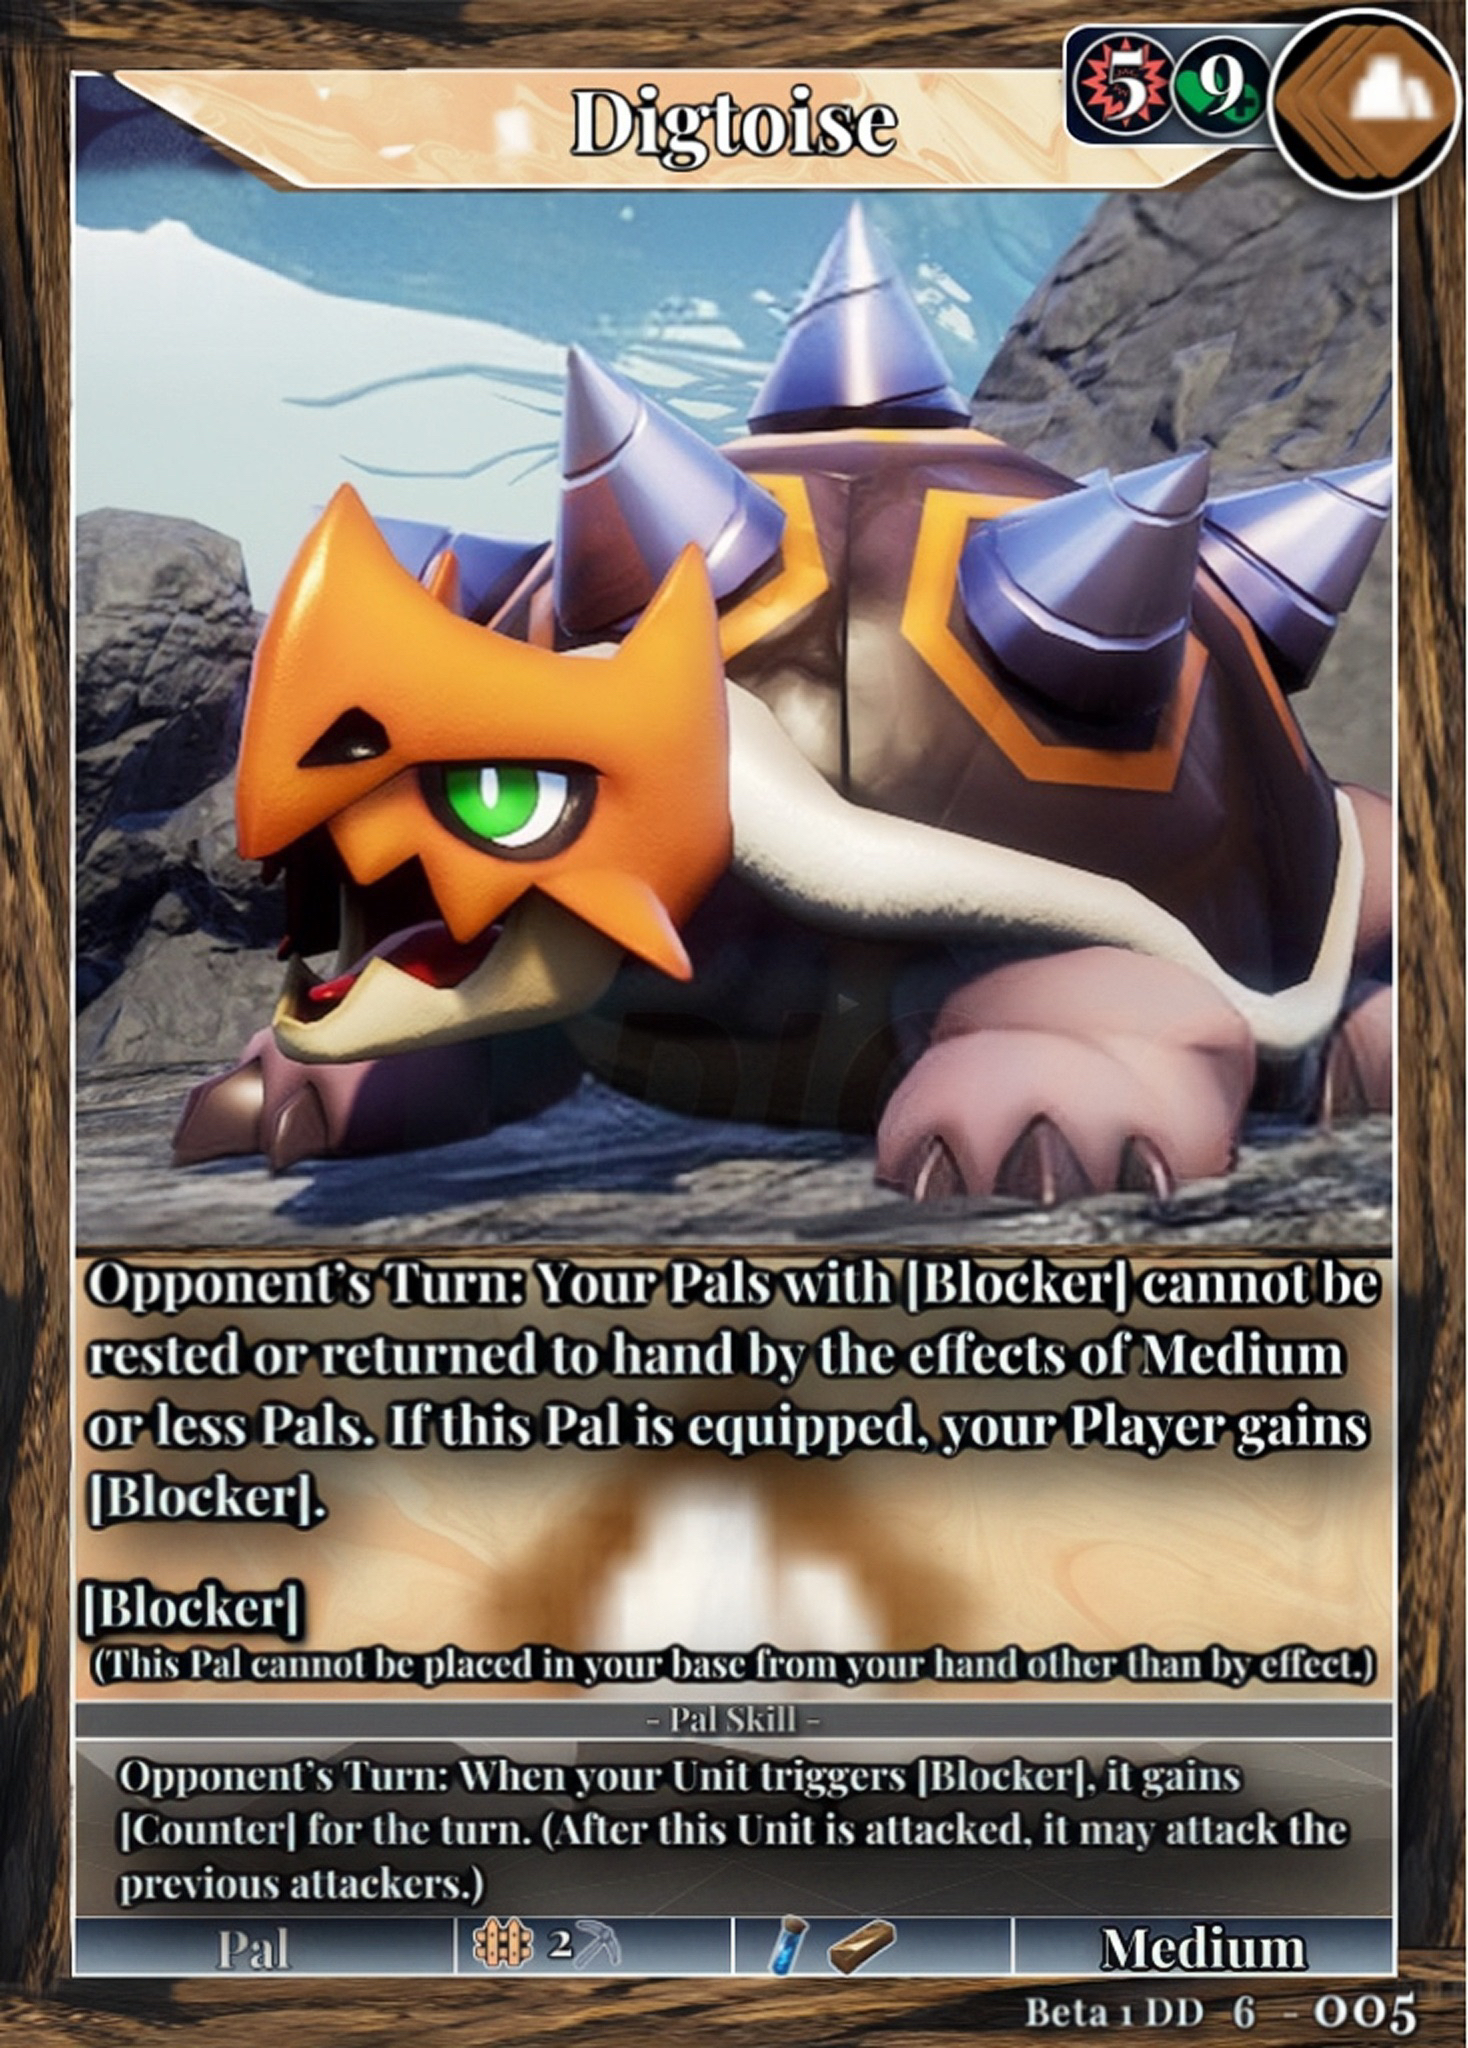 Digtoise
5 9
Opponent's Turn: Your Pals with [Blocker] cannot be
rested or returned to hand by the effects of Medium
or less Pals. If this Pal is equipped, your Player gains
[Blocker].
[Blocker]
(This Pal cannot be placed in your base from your hand other than by effect.)
- Pal Skill -
Opponent's Turn: When your Unit triggers [Blocker], it gains
[Counter] for the turn. (After this Unit is attacked, it may attack the
previous attackers.)
Pal 2 Medium
Beta 1 DD 6 - 005